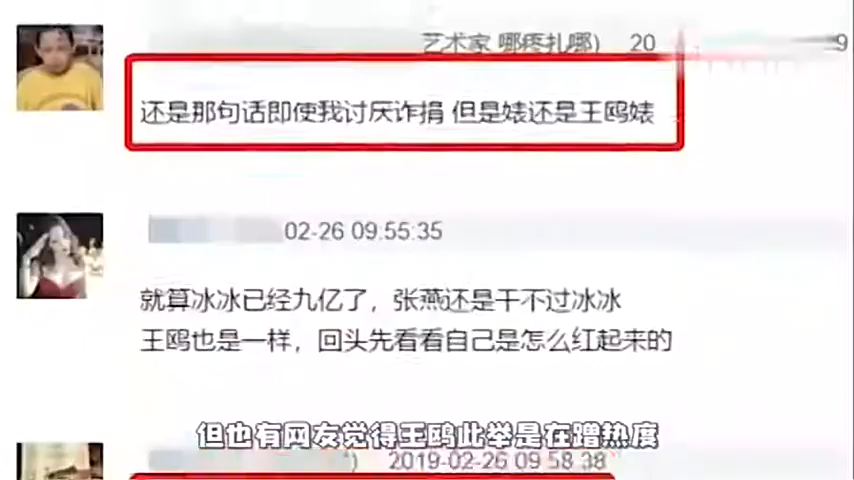 艺术家 哪疼扎哪) 20
9
还是那句话即使我讨厌诈捐 但是婊还是王鸥婊
02-26 09:55:35
就算冰冰已经九亿了，张燕还是干不过冰冰
王鸥也是一样，回头先看看自己是怎么红起来的
但也有网友觉得王鸥此举是在蹭热度
) 2019-02-26 09:58:38